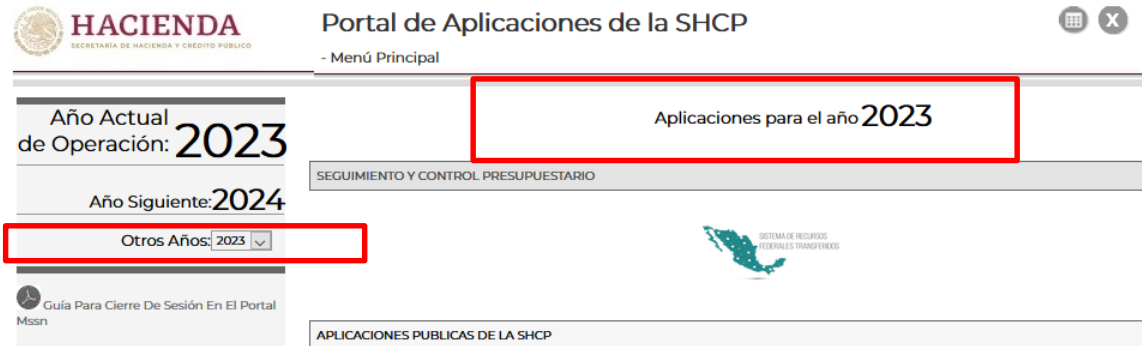 HACIENDA
SECRETARÍA DE HACIENDA Y CRÉDITO PÚBLICO
Portal de Aplicaciones de la SHCP
- Menú Principal
Año Actual
de Operación: 2023
Año Siguiente:2024
Otros Años: 2023
Guía Para Cierre De Sesión En El Portal
Mssn
Aplicaciones para el año 2023
SEGUIMIENTO Y CONTROL PRESUPUESTARIO
SISTEMA DE RECURSOS
FEDERALES TRANSFERIDOS
APLICACIONES PUBLICAS DE LA SHCP